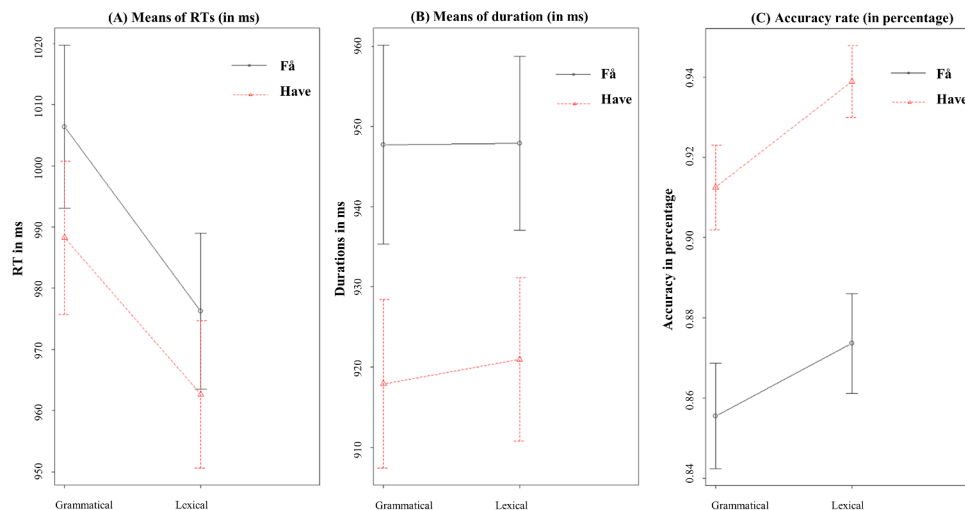 (A) Means of RTs (in ms)
RT in ms
1020
1010
1000
990
980
970
960
950
Få
Have
Grammatical
Lexical
(B) Means of duration (in ms)
Durations in ms
960
950
940
930
920
910
Få
Have
Grammatical
Lexical
(C) Accuracy rate (in percentage)
Accuracy in percentage
0.94
0.92
0.90
0.88
0.86
0.84
Få
Have
Grammatical
Lexical